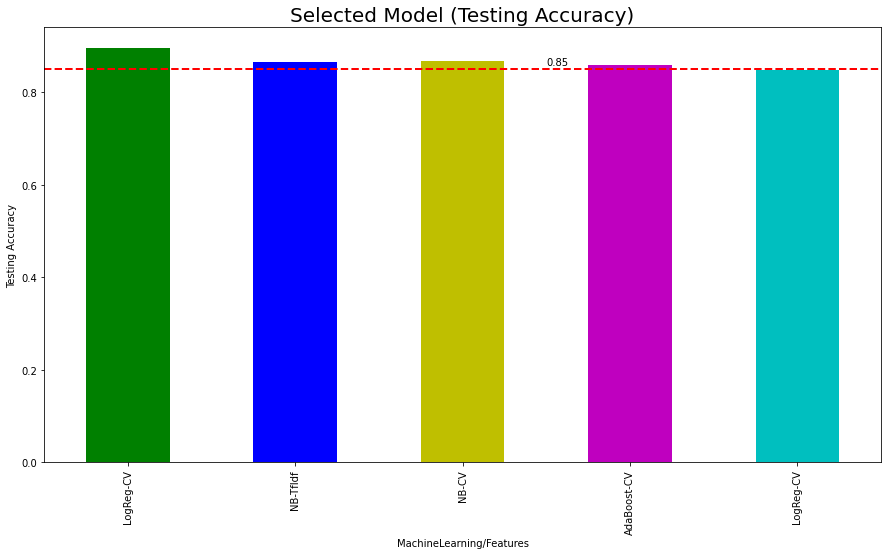 Selected Model (Testing Accuracy)
0.85
0.8
0.6
0.4
0.2
0.0
Testing Accuracy
LogReg-CV
NB-TfIdf
NB-CV
AdaBoost-CV
LogReg-CV
MachineLearning/Features